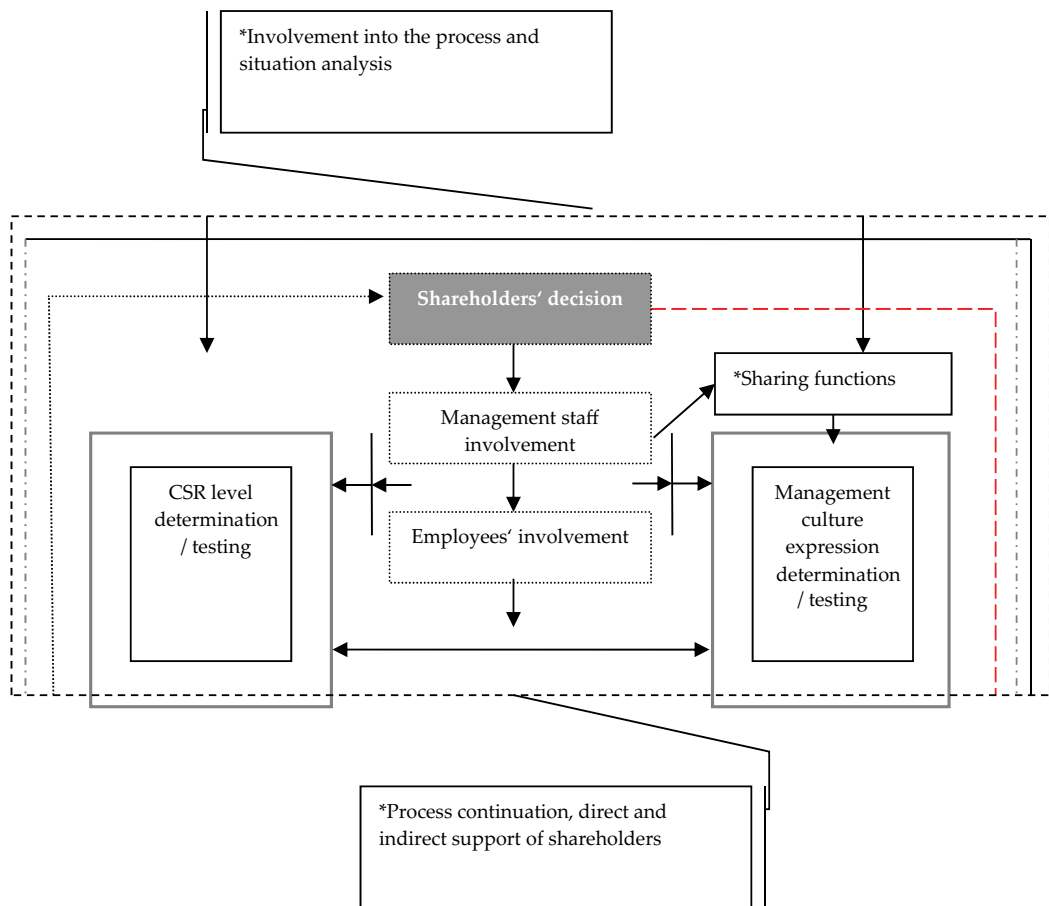 *Involvement into the process and
situation analysis
Shareholders‘ decision
*Sharing functions
Management staff
involvement
CSR level
determination
/ testing
Employees‘ involvement
Management
culture
expression
determination
/ testing
*Process continuation, direct and
indirect support of shareholders